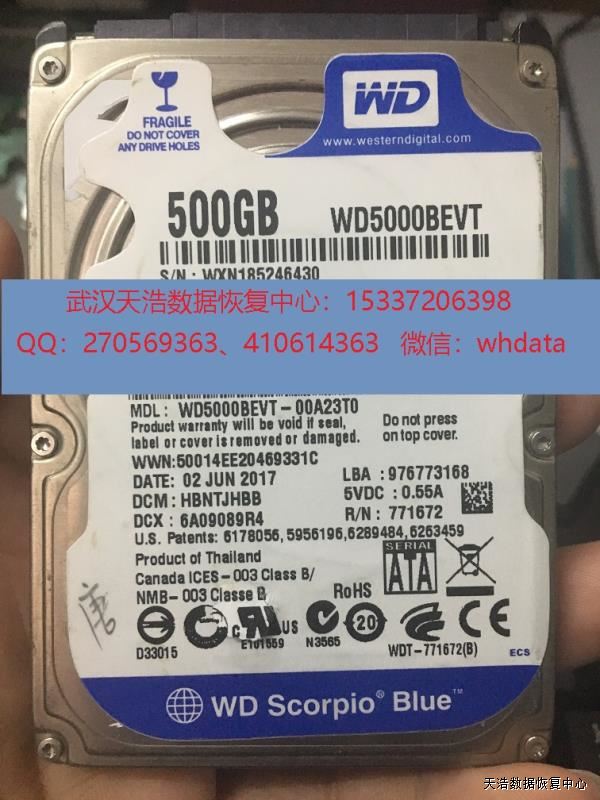 FRAGILE
DO NOT COVER
ANY DRIVE HOLES
WD
www.westerndigital.com
500GB WD5000BEVT
S/N : WXN185246430
武汉天浩数据恢复中心：15337206398
QQ：270569363、410614363 微信：whdata
MDL : WD5000BEVT-00A23T0
Product warranty will be void if seal,
label or cover is removed or damaged.
Do not press
on top cover.
WWN:50014EE20469331C
DATE: 02 JUN 2017
DCM: HBNTJHBB
DCX : 6A09089R4
LBA : 976773168
5VDC : 0.55A
R/N : 771672
U.S. Patents: 6178056,5956196,6289484,6263459
Product of Thailand
Canada ICES-003 Class B/
NMB-003 Classe B
RoHS
SERIAL
ATA
D33015
C US
E101559
N3565
20
CE
WDT-771672(B)
ECS
唐
WD Scorpio® Blue™
天浩数据恢复中心